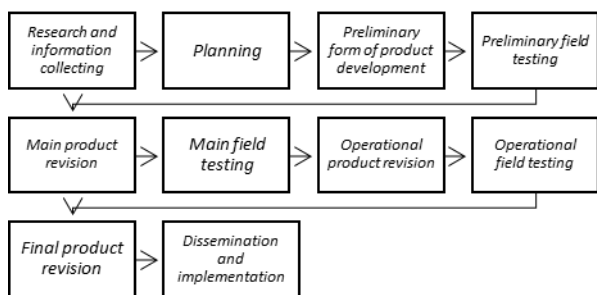 Research and
information
collecting
Planning
Preliminary
form of product
development
Preliminary field
testing
Main product
revision
Main field
testing
Operational
product revision
Operational
field testing
Final product
revision
Dissemination
and
implementation